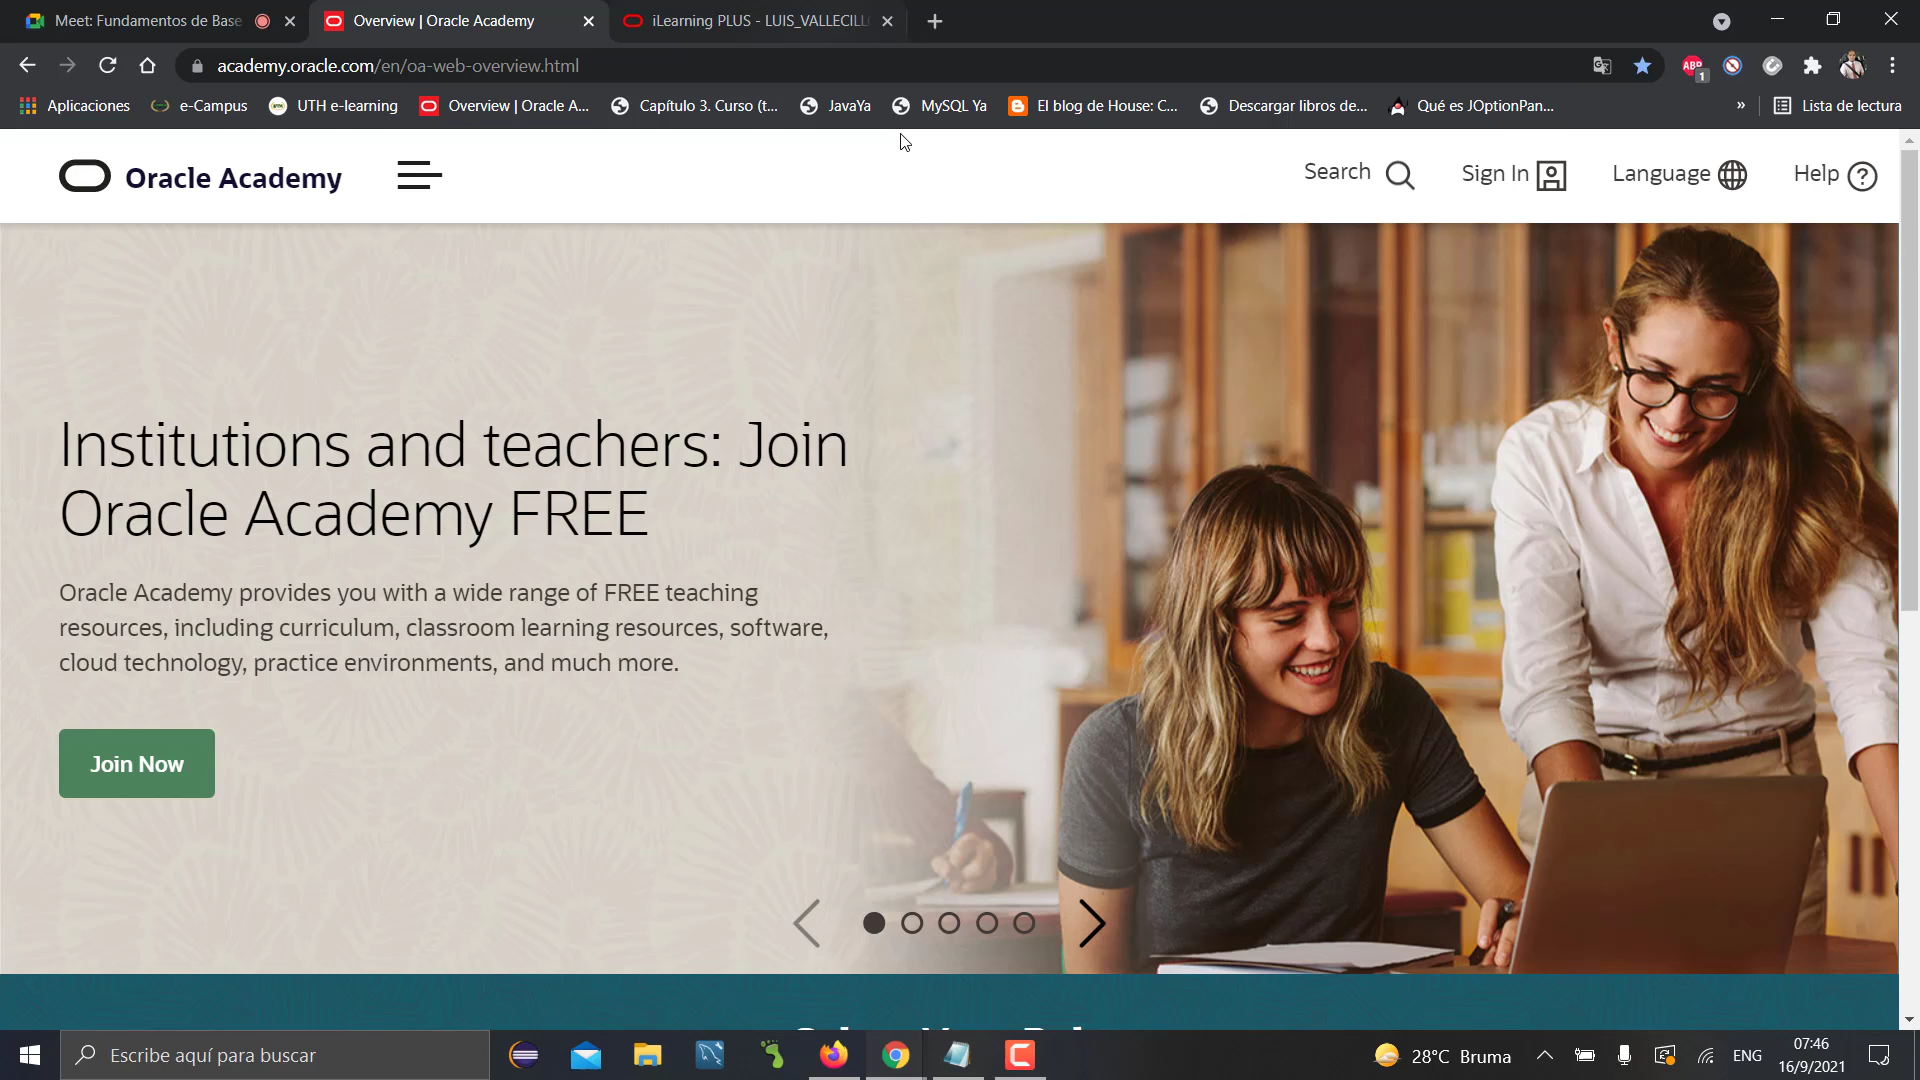 Meet: Fundamentos de Base
Overview | Oracle Academy
iLearning PLUS - LUIS_VALLECILL
academy.oracle.com/en/oa-web-overview.html
ABP
1
Aplicaciones
e-Campus
UTH e-learning
Overview | Oracle A...
Capítulo 3. Curso (t...
JavaYa
MySQL Ya
El blog de House: C...
Descargar libros de...
Qué es JOptionPan...
»
Lista de lectura
Oracle Academy
Search
Sign In
Language
Help
Institutions and teachers: Join
Oracle Academy FREE
Oracle Academy provides you with a wide range of FREE teaching
resources, including curriculum, classroom learning resources, software,
cloud technology, practice environments, and much more.
Join Now
Escribe aquí para buscar
28°C Bruma
ENG
07:46
16/9/2021